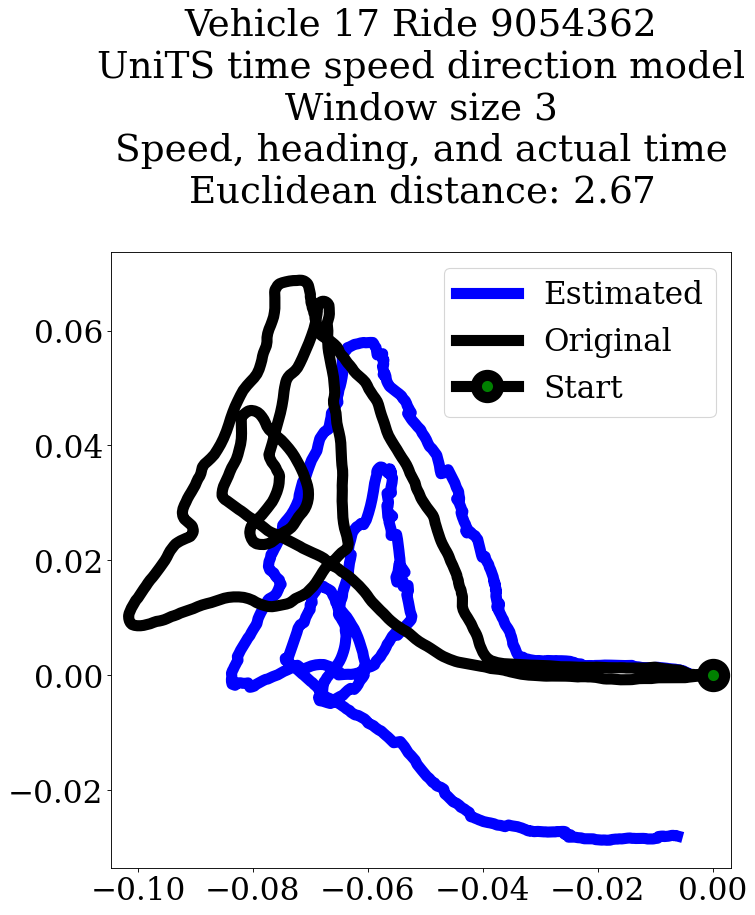 Vehicle 17 Ride 9054362
UniTS time speed direction model
Window size 3
Speed, heading, and actual time
Euclidean distance: 2.67
Estimated
Original
Start
0.06
0.04
0.02
0.00
−0.02
−0.10 −0.08 −0.06 −0.04 −0.02 0.00